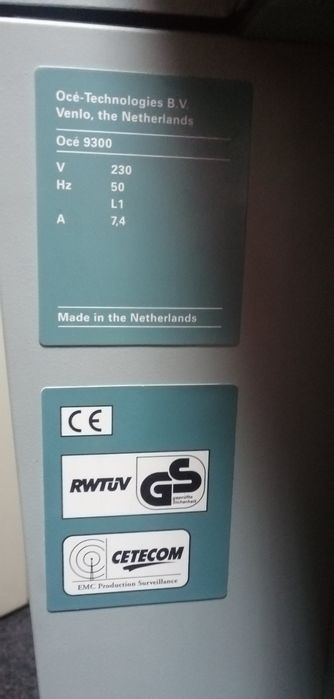 Océ-Technologies B.V.
Venlo, the Netherlands
Océ 9300
V 230
Hz 50
L1
A 7,4
Made in the Netherlands
CE
RWTÜV
GS
geprüfte
Sicherheit
CETECOM
EMC Production Surveillance